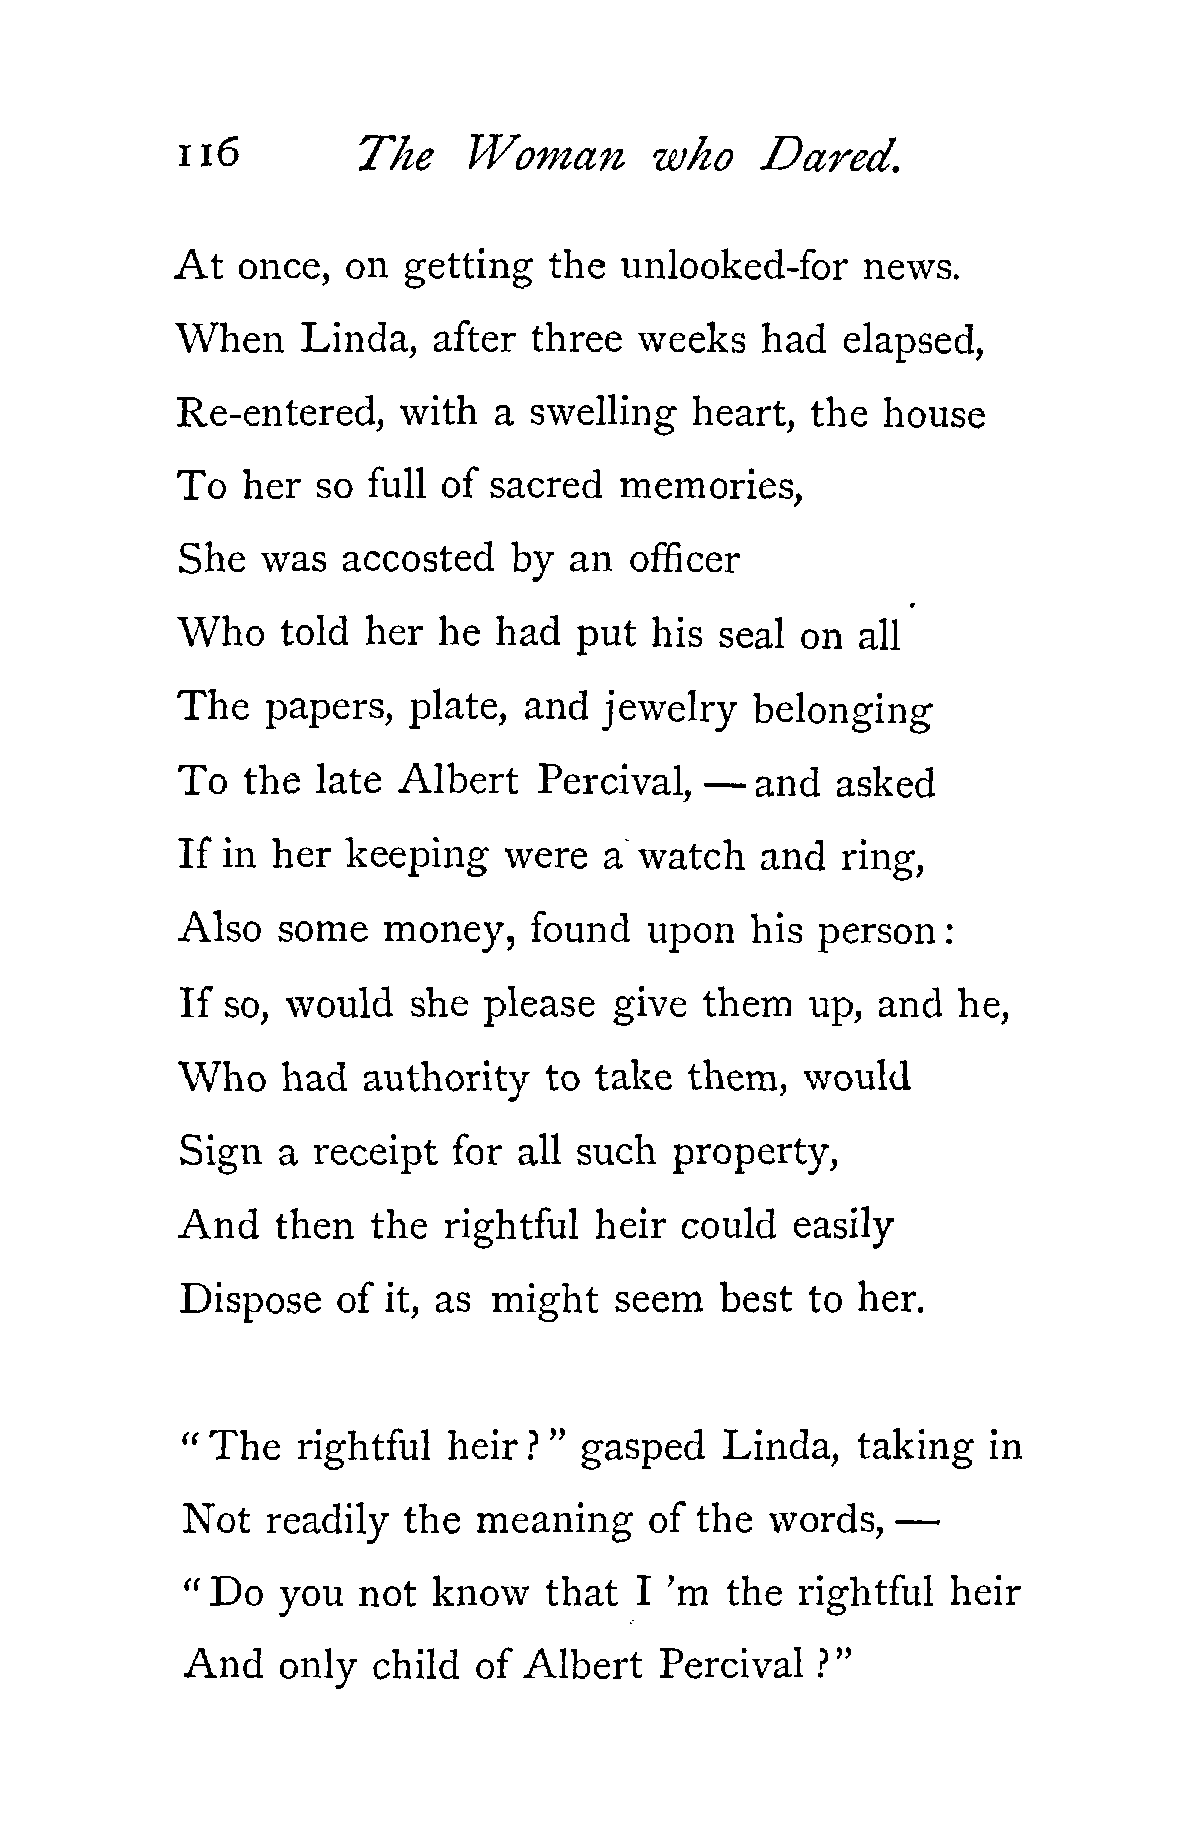 116 The Woman who Dared.
At once, on getting the unlooked-for news.
When Linda, after three weeks had elapsed,
Re-entered, with a swelling heart, the house
To her so full of sacred memories,
She was accosted by an officer
Who told her he had put his seal on all
The papers, plate, and jewelry belonging
To the late Albert Percival, — and asked
If in her keeping were a watch and ring,
Also some money, found upon his person:
If so, would she please give them up, and he,
Who had authority to take them, would
Sign a receipt for all such property,
And then the rightful heir could easily
Dispose of it, as might seem best to her.
“The rightful heir?” gasped Linda, taking in
Not readily the meaning of the words, —
“Do you not know that I 'm the rightful heir
And only child of Albert Percival?”